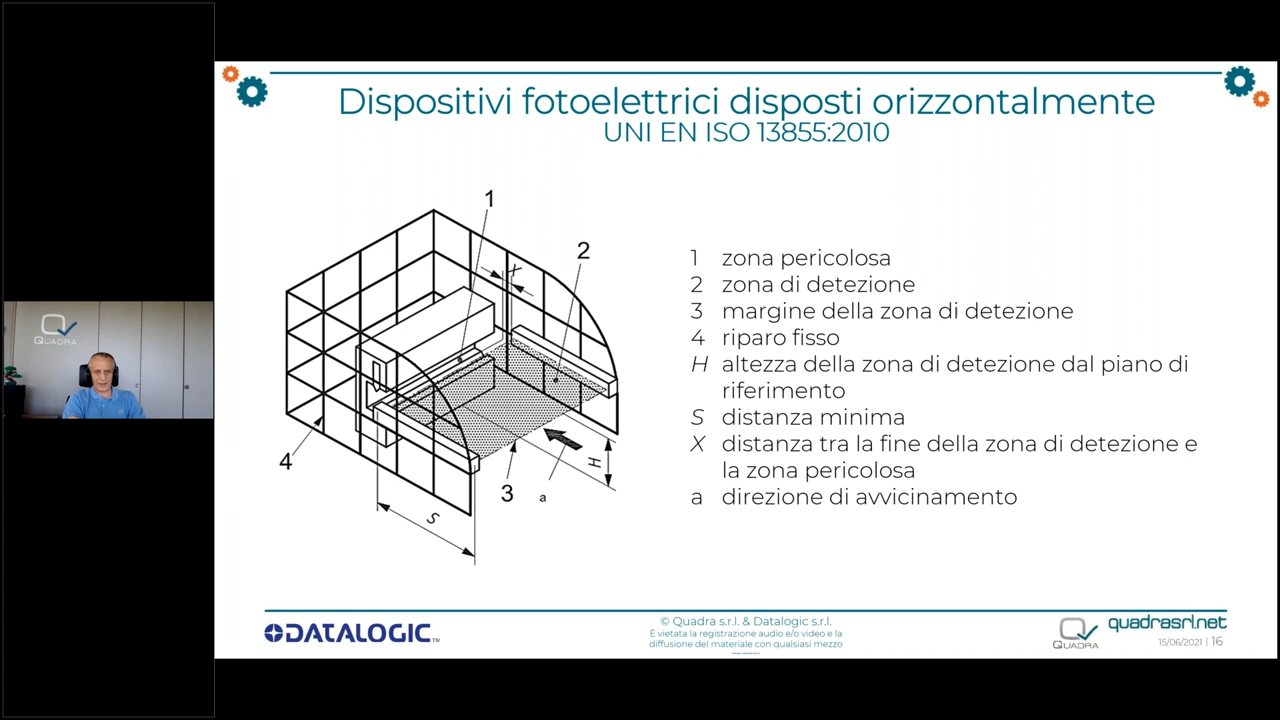 Dispositivi fotoelettrici disposti orizzontalmente
UNI EN ISO 13855:2010
1
2
X
4
3
a
H
S
1 zona pericolosa
2 zona di detezione
3 margine della zona di detezione
4 riparo fisso
H altezza della zona di detezione dal piano di
riferimento
S distanza minima
X distanza tra la fine della zona di detezione e
la zona pericolosa
a direzione di avvicinamento
QUADRA
DATALOGIC™
© Quadra s.r.l. & Datalogic s.r.l.
È vietata la registrazione audio e/o video e la
diffusione del materiale con qualsiasi mezzo
QUADRA
quadrasrl.net
15/06/2021 | 16